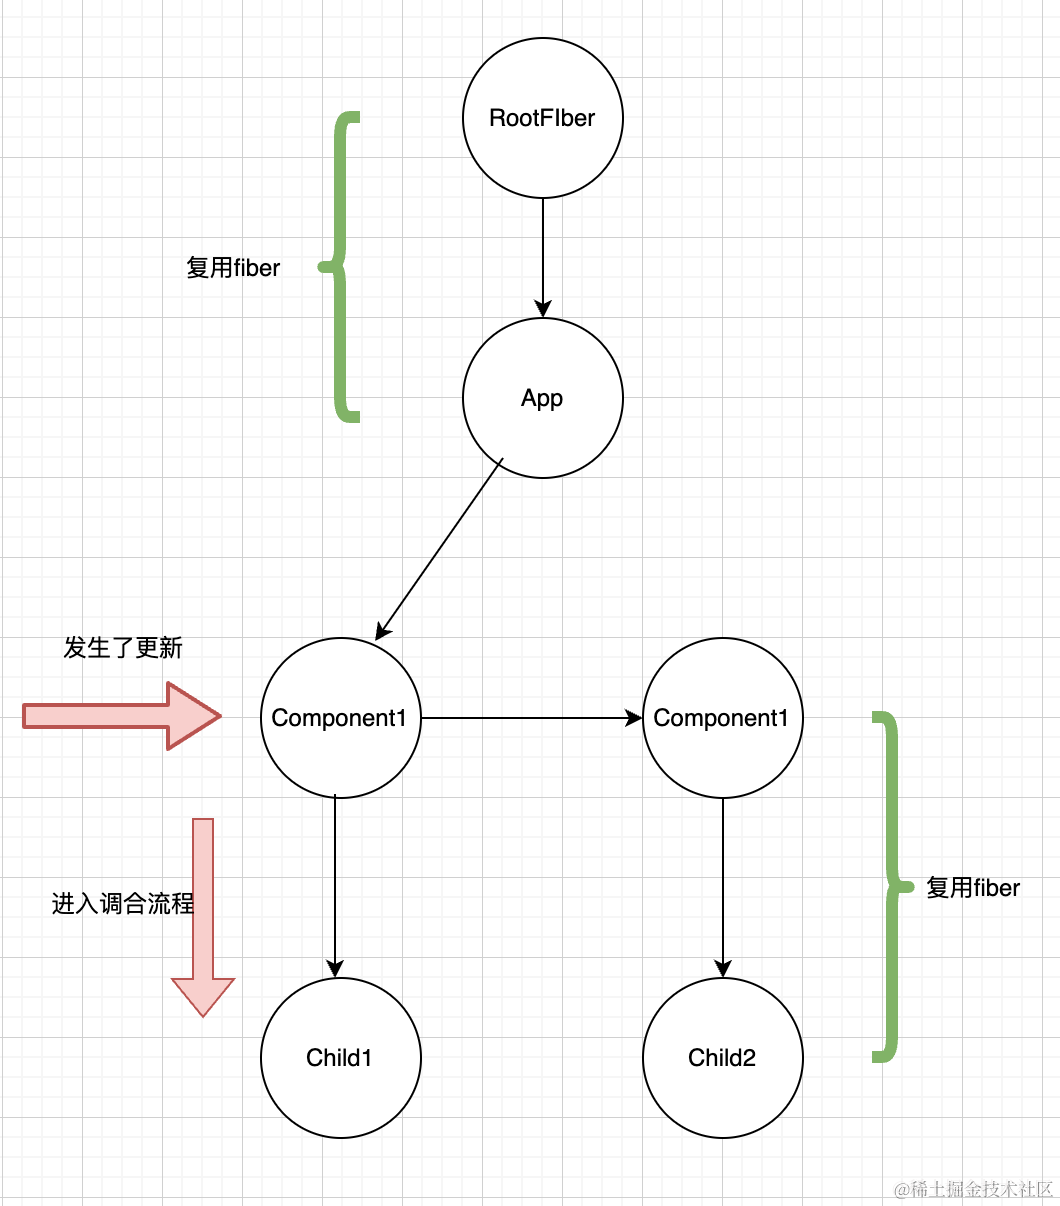 RootFIber
复用fiber
App
发生了更新
Component1
Component1
复用fiber
进入调合流程
Child1
Child2
@稀土掘金技术社区